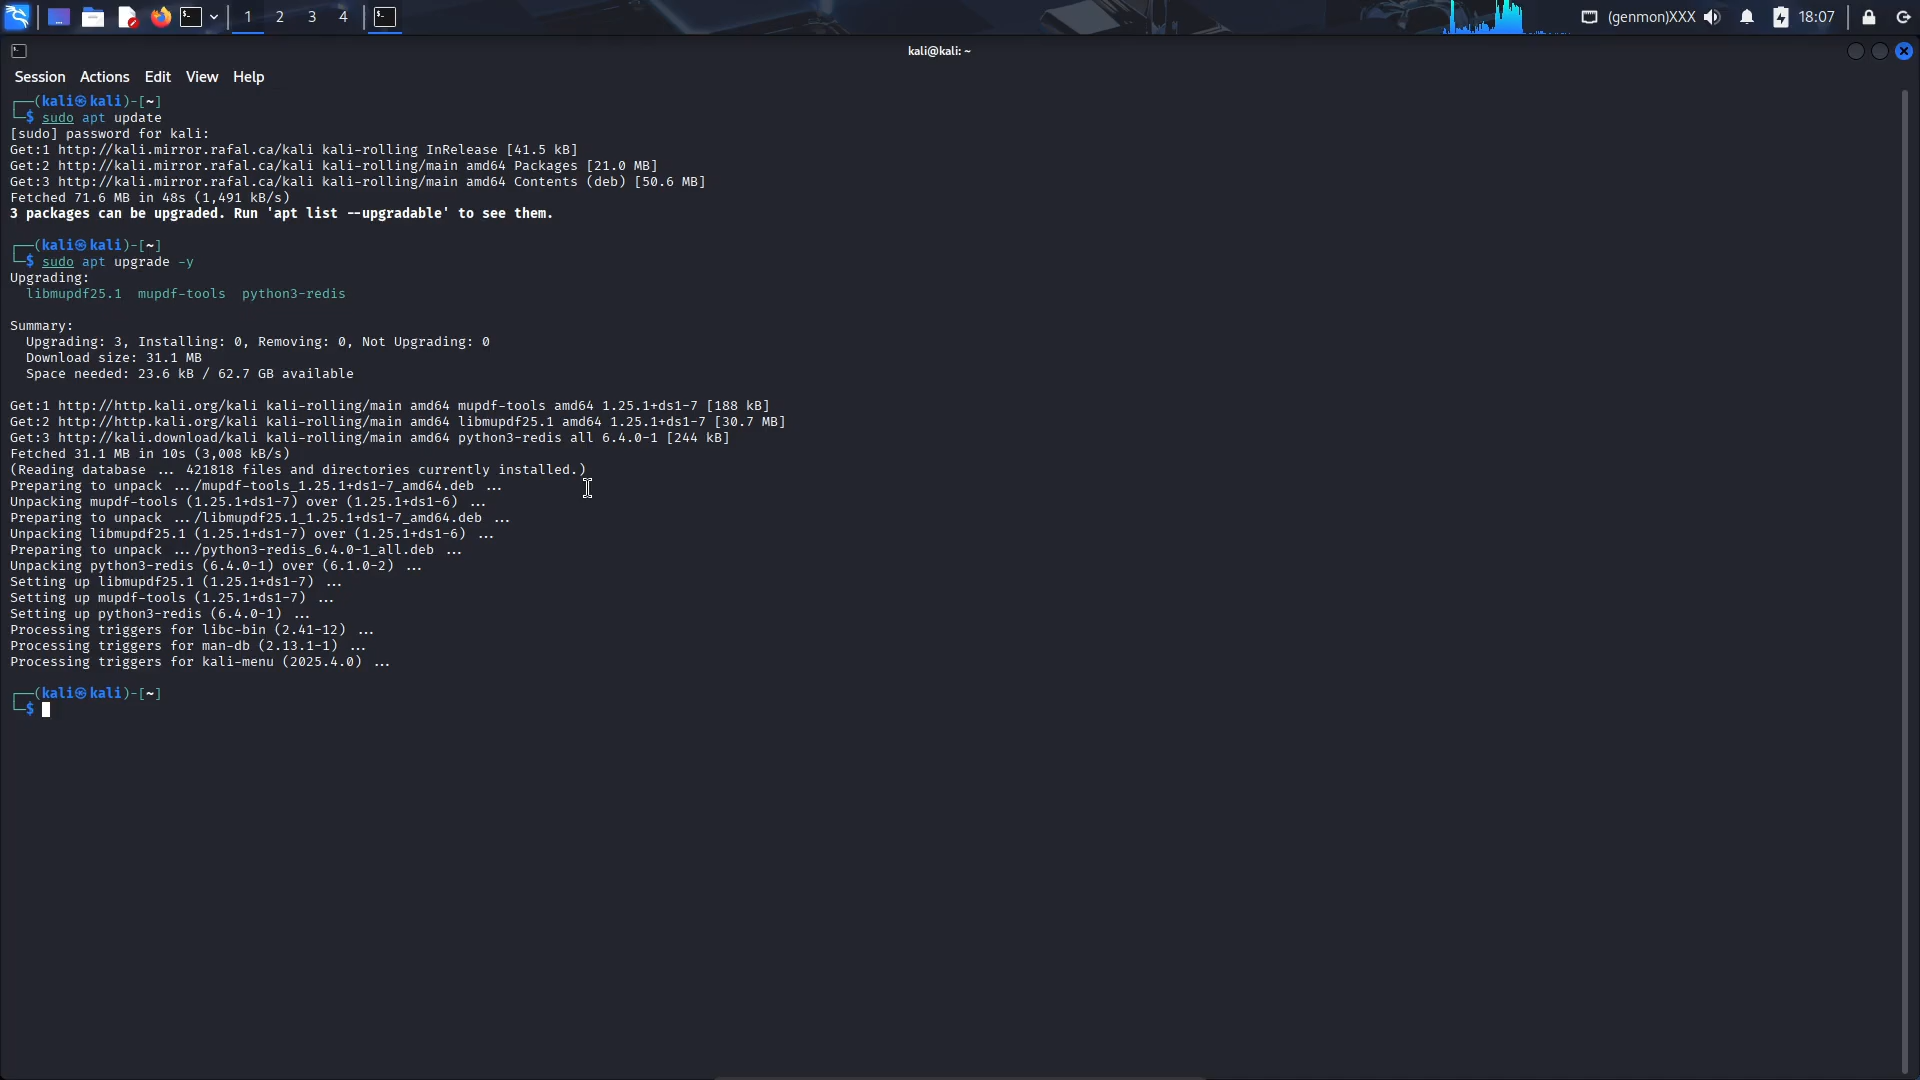 1 2 3 4 (genmon)XXX 18:07
kali@kali: ~
Session Actions Edit View Help
┌──(kali㉿kali)-[~]
└─$ sudo apt update
[sudo] password for kali:
Get:1 http://kali.mirror.rafal.ca/kali kali-rolling InRelease [41.5 kB]
Get:2 http://kali.mirror.rafal.ca/kali kali-rolling/main amd64 Packages [21.0 MB]
Get:3 http://kali.mirror.rafal.ca/kali kali-rolling/main amd64 Contents (deb) [50.6 MB]
Fetched 71.6 MB in 48s (1,491 kB/s)
3 packages can be upgraded. Run 'apt list --upgradable' to see them.
┌──(kali㉿kali)-[~]
└─$ sudo apt upgrade -y
Upgrading:
libmupdf25.1 mupdf-tools python3-redis
Summary:
Upgrading: 3, Installing: 0, Removing: 0, Not Upgrading: 0
Download size: 31.1 MB
Space needed: 23.6 kB / 62.7 GB available
Get:1 http://http.kali.org/kali kali-rolling/main amd64 mupdf-tools amd64 1.25.1+ds1-7 [188 kB]
Get:2 http://http.kali.org/kali kali-rolling/main amd64 libmupdf25.1 amd64 1.25.1+ds1-7 [30.7 MB]
Get:3 http://kali.download/kali kali-rolling/main amd64 python3-redis all 6.4.0-1 [244 kB]
Fetched 31.1 MB in 10s (3,008 kB/s)
(Reading database ... 421818 files and directories currently installed.)
Preparing to unpack .../mupdf-tools_1.25.1+ds1-7_amd64.deb ...
Unpacking mupdf-tools (1.25.1+ds1-7) over (1.25.1+ds1-6) ...
Preparing to unpack .../libmupdf25.1_1.25.1+ds1-7_amd64.deb ...
Unpacking libmupdf25.1 (1.25.1+ds1-7) over (1.25.1+ds1-6) ...
Preparing to unpack .../python3-redis_6.4.0-1_all.deb ...
Unpacking python3-redis (6.4.0-1) over (6.1.0-2) ...
Setting up libmupdf25.1 (1.25.1+ds1-7) ...
Setting up mupdf-tools (1.25.1+ds1-7) ...
Setting up python3-redis (6.4.0-1) ...
Processing triggers for libc-bin (2.41-12) ...
Processing triggers for man-db (2.13.1-1) ...
Processing triggers for kali-menu (2025.4.0) ...
┌──(kali㉿kali)-[~]
└─$